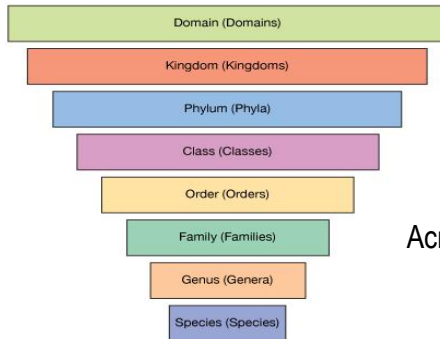 Domain (Domains)
Kingdom (Kingdoms)
Phylum (Phyla)
Class (Classes)
Order (Orders)
Family (Families)
Genus (Genera)
Species (Species)